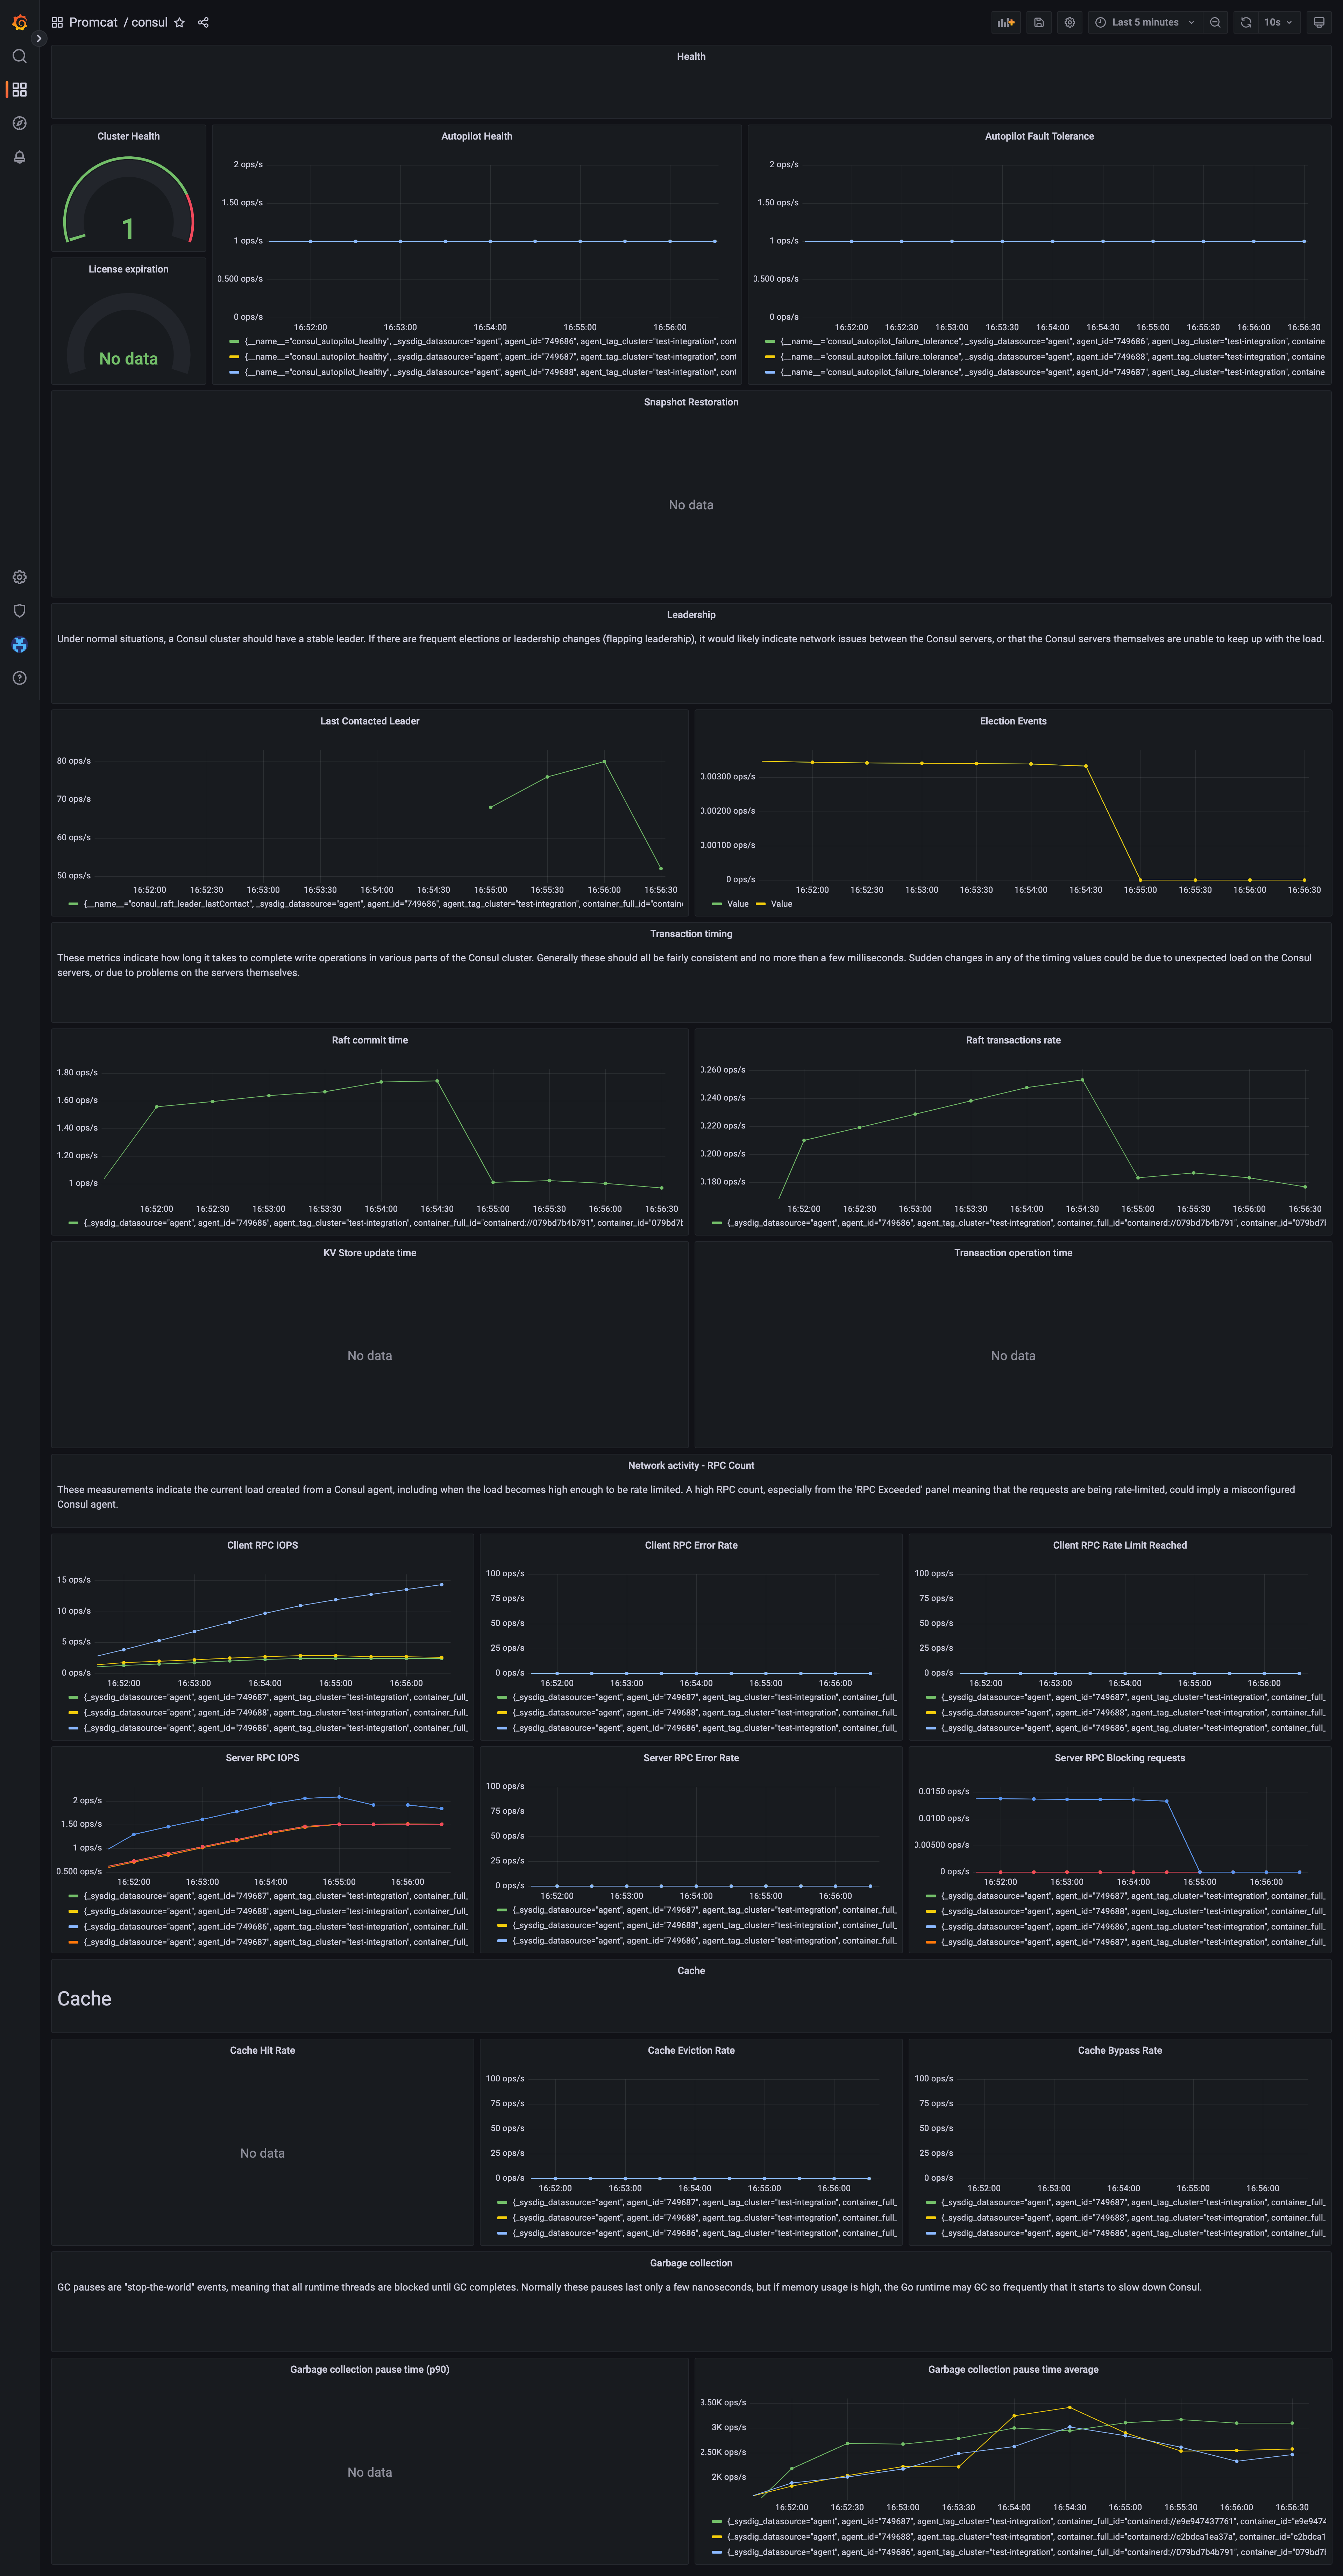 Promcat / consul
Last 5 minutes
10s
Health
Cluster Health
1
License expiration
No data
Autopilot Health
2 ops/s
1.50 ops/s
1 ops/s
0.500 ops/s
0 ops/s
16:52:00 16:53:00 16:54:00 16:55:00 16:56:00
{__name__="consul_autopilot_healthy", _sysdig_datasource="agent", agent_id="749686", agent_tag_cluster="test-integration", cont
{__name__="consul_autopilot_healthy", _sysdig_datasource="agent", agent_id="749687", agent_tag_cluster="test-integration", cont
{__name__="consul_autopilot_healthy", _sysdig_datasource="agent", agent_id="749688", agent_tag_cluster="test-integration", cont
Autopilot Fault Tolerance
2 ops/s
1.50 ops/s
1 ops/s
0.500 ops/s
0 ops/s
16:52:00 16:52:30 16:53:00 16:53:30 16:54:00 16:54:30 16:55:00 16:55:30 16:56:00 16:56:30
{__name__="consul_autopilot_failure_tolerance", _sysdig_datasource="agent", agent_id="749686", agent_tag_cluster="test-integration", containe
{__name__="consul_autopilot_failure_tolerance", _sysdig_datasource="agent", agent_id="749688", agent_tag_cluster="test-integration", containe
{__name__="consul_autopilot_failure_tolerance", _sysdig_datasource="agent", agent_id="749687", agent_tag_cluster="test-integration", containe
Snapshot Restoration
No data
Leadership
Under normal situations, a Consul cluster should have a stable leader. If there are frequent elections or leadership changes (flapping leadership), it would likely indicate network issues between the Consul servers, or that the Consul servers themselves are unable to keep up with the load.
Last Contacted Leader
80 ops/s
70 ops/s
60 ops/s
50 ops/s
16:52:00 16:52:30 16:53:00 16:53:30 16:54:00 16:54:30 16:55:00 16:55:30 16:56:00 16:56:30
{__name__="consul_raft_leader_lastContact", _sysdig_datasource="agent", agent_id="749686", agent_tag_cluster="test-integration", container_full_id="contain
Election Events
0.00300 ops/s
0.00200 ops/s
0.00100 ops/s
0 ops/s
16:52:00 16:52:30 16:53:00 16:53:30 16:54:00 16:54:30 16:55:00 16:55:30 16:56:00 16:56:30
Value Value
Transaction timing
These metrics indicate how long it takes to complete write operations in various parts of the Consul cluster. Generally these should all be fairly consistent and no more than a few milliseconds. Sudden changes in any of the timing values could be due to unexpected load on the Consul
servers, or due to problems on the servers themselves.
Raft commit time
1.80 ops/s
1.60 ops/s
1.40 ops/s
1.20 ops/s
1 ops/s
16:52:00 16:52:30 16:53:00 16:53:30 16:54:00 16:54:30 16:55:00 16:55:30 16:56:00 16:56:30
{_sysdig_datasource="agent", agent_id="749686", agent_tag_cluster="test-integration", container_full_id="containerd://079bd7b4b791", container_id="079bd7l
Raft transactions rate
0.260 ops/s
0.240 ops/s
0.220 ops/s
0.200 ops/s
0.180 ops/s
16:52:00 16:52:30 16:53:00 16:53:30 16:54:00 16:54:30 16:55:00 16:55:30 16:56:00 16:56:30
{_sysdig_datasource="agent", agent_id="749686", agent_tag_cluster="test-integration", container_full_id="containerd://079bd7b4b791", container_id="079bd7l
KV Store update time
No data
Transaction operation time
No data
Network activity - RPC Count
These measurements indicate the current load created from a Consul agent, including when the load becomes high enough to be rate limited. A high RPC count, especially from the 'RPC Exceeded' panel meaning that the requests are being rate-limited, could imply a misconfigured
Consul agent.
Client RPC IOPS
15 ops/s
10 ops/s
5 ops/s
0 ops/s
16:52:00 16:53:00 16:54:00 16:55:00 16:56:00
{_sysdig_datasource="agent", agent_id="749687", agent_tag_cluster="test-integration", container_full_
{_sysdig_datasource="agent", agent_id="749688", agent_tag_cluster="test-integration", container_full_
{_sysdig_datasource="agent", agent_id="749686", agent_tag_cluster="test-integration", container_full_
Client RPC Error Rate
100 ops/s
75 ops/s
50 ops/s
25 ops/s
0 ops/s
16:52:00 16:53:00 16:54:00 16:55:00 16:56:00
{_sysdig_datasource="agent", agent_id="749687", agent_tag_cluster="test-integration", container_full_
{_sysdig_datasource="agent", agent_id="749688", agent_tag_cluster="test-integration", container_full_
{_sysdig_datasource="agent", agent_id="749686", agent_tag_cluster="test-integration", container_full_
Client RPC Rate Limit Reached
100 ops/s
75 ops/s
50 ops/s
25 ops/s
0 ops/s
16:52:00 16:53:00 16:54:00 16:55:00 16:56:00
{_sysdig_datasource="agent", agent_id="749687", agent_tag_cluster="test-integration", container_full_
{_sysdig_datasource="agent", agent_id="749688", agent_tag_cluster="test-integration", container_full_
{_sysdig_datasource="agent", agent_id="749686", agent_tag_cluster="test-integration", container_full_
Server RPC IOPS
2 ops/s
1.50 ops/s
1 ops/s
0.500 ops/s
16:52:00 16:53:00 16:54:00 16:55:00 16:56:00
{_sysdig_datasource="agent", agent_id="749687", agent_tag_cluster="test-integration", container_full_
{_sysdig_datasource="agent", agent_id="749688", agent_tag_cluster="test-integration", container_full_
{_sysdig_datasource="agent", agent_id="749686", agent_tag_cluster="test-integration", container_full_
{_sysdig_datasource="agent", agent_id="749687", agent_tag_cluster="test-integration", container_full_
Server RPC Error Rate
100 ops/s
75 ops/s
50 ops/s
25 ops/s
0 ops/s
16:52:00 16:53:00 16:54:00 16:55:00 16:56:00
{_sysdig_datasource="agent", agent_id="749687", agent_tag_cluster="test-integration", container_full_
{_sysdig_datasource="agent", agent_id="749688", agent_tag_cluster="test-integration", container_full_
{_sysdig_datasource="agent", agent_id="749686", agent_tag_cluster="test-integration", container_full_
Server RPC Blocking requests
0.0150 ops/s
0.0100 ops/s
0.00500 ops/s
0 ops/s
16:52:00 16:53:00 16:54:00 16:55:00 16:56:00
{_sysdig_datasource="agent", agent_id="749687", agent_tag_cluster="test-integration", container_full_
{_sysdig_datasource="agent", agent_id="749688", agent_tag_cluster="test-integration", container_full_
{_sysdig_datasource="agent", agent_id="749686", agent_tag_cluster="test-integration", container_full_
{_sysdig_datasource="agent", agent_id="749687", agent_tag_cluster="test-integration", container_full_
Cache
Cache
Cache Hit Rate
No data
Cache Eviction Rate
100 ops/s
75 ops/s
50 ops/s
25 ops/s
0 ops/s
16:52:00 16:53:00 16:54:00 16:55:00 16:56:00
{_sysdig_datasource="agent", agent_id="749687", agent_tag_cluster="test-integration", container_full_
{_sysdig_datasource="agent", agent_id="749688", agent_tag_cluster="test-integration", container_full_
{_sysdig_datasource="agent", agent_id="749686", agent_tag_cluster="test-integration", container_full_
Cache Bypass Rate
100 ops/s
75 ops/s
50 ops/s
25 ops/s
0 ops/s
16:52:00 16:53:00 16:54:00 16:55:00 16:56:00
{_sysdig_datasource="agent", agent_id="749687", agent_tag_cluster="test-integration", container_full_
{_sysdig_datasource="agent", agent_id="749688", agent_tag_cluster="test-integration", container_full_
{_sysdig_datasource="agent", agent_id="749686", agent_tag_cluster="test-integration", container_full_
Garbage collection
GC pauses are "stop-the-world" events, meaning that all runtime threads are blocked until GC completes. Normally these pauses last only a few nanoseconds, but if memory usage is high, the Go runtime may GC so frequently that it starts to slow down Consul.
Garbage collection pause time (p90)
No data
Garbage collection pause time average
3.50K ops/s
3K ops/s
2.50K ops/s
2K ops/s
16:52:00 16:52:30 16:53:00 16:53:30 16:54:00 16:54:30 16:55:00 16:55:30 16:56:00 16:56:30
{_sysdig_datasource="agent", agent_id="749687", agent_tag_cluster="test-integration", container_full_id="containerd://e9e947437761", container_id="e9e9474
{_sysdig_datasource="agent", agent_id="749688", agent_tag_cluster="test-integration", container_full_id="containerd://c2bdca1ea37a", container_id="c2bdca1
{_sysdig_datasource="agent", agent_id="749686", agent_tag_cluster="test-integration", container_full_id="containerd://079bd7b4b791", container_id="079bd7l